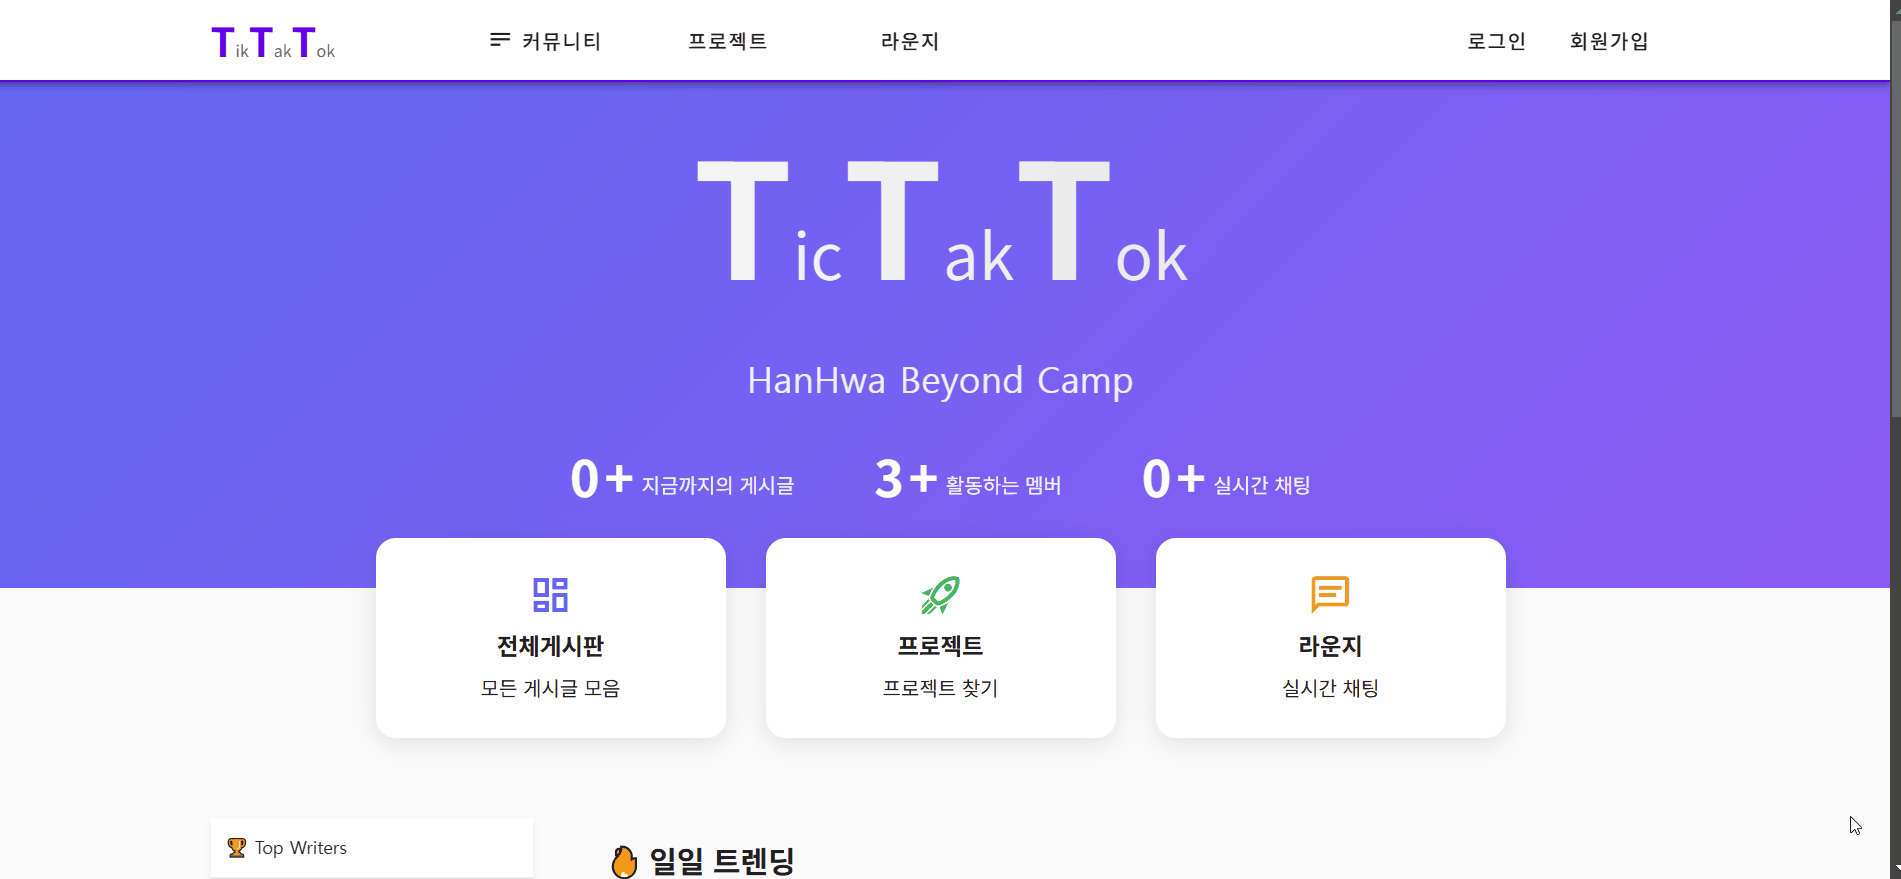 TikTakTok
커뮤니티
프로젝트
라운지
로그인
회원가입
TicTakTok
HanHwa Beyond Camp
0+ 지금까지의 게시글
3+ 활동하는 멤버
0+ 실시간 채팅
전체게시판
모든 게시글 모음
프로젝트
프로젝트 찾기
라운지
실시간 채팅
Top Writers
일일 트렌딩